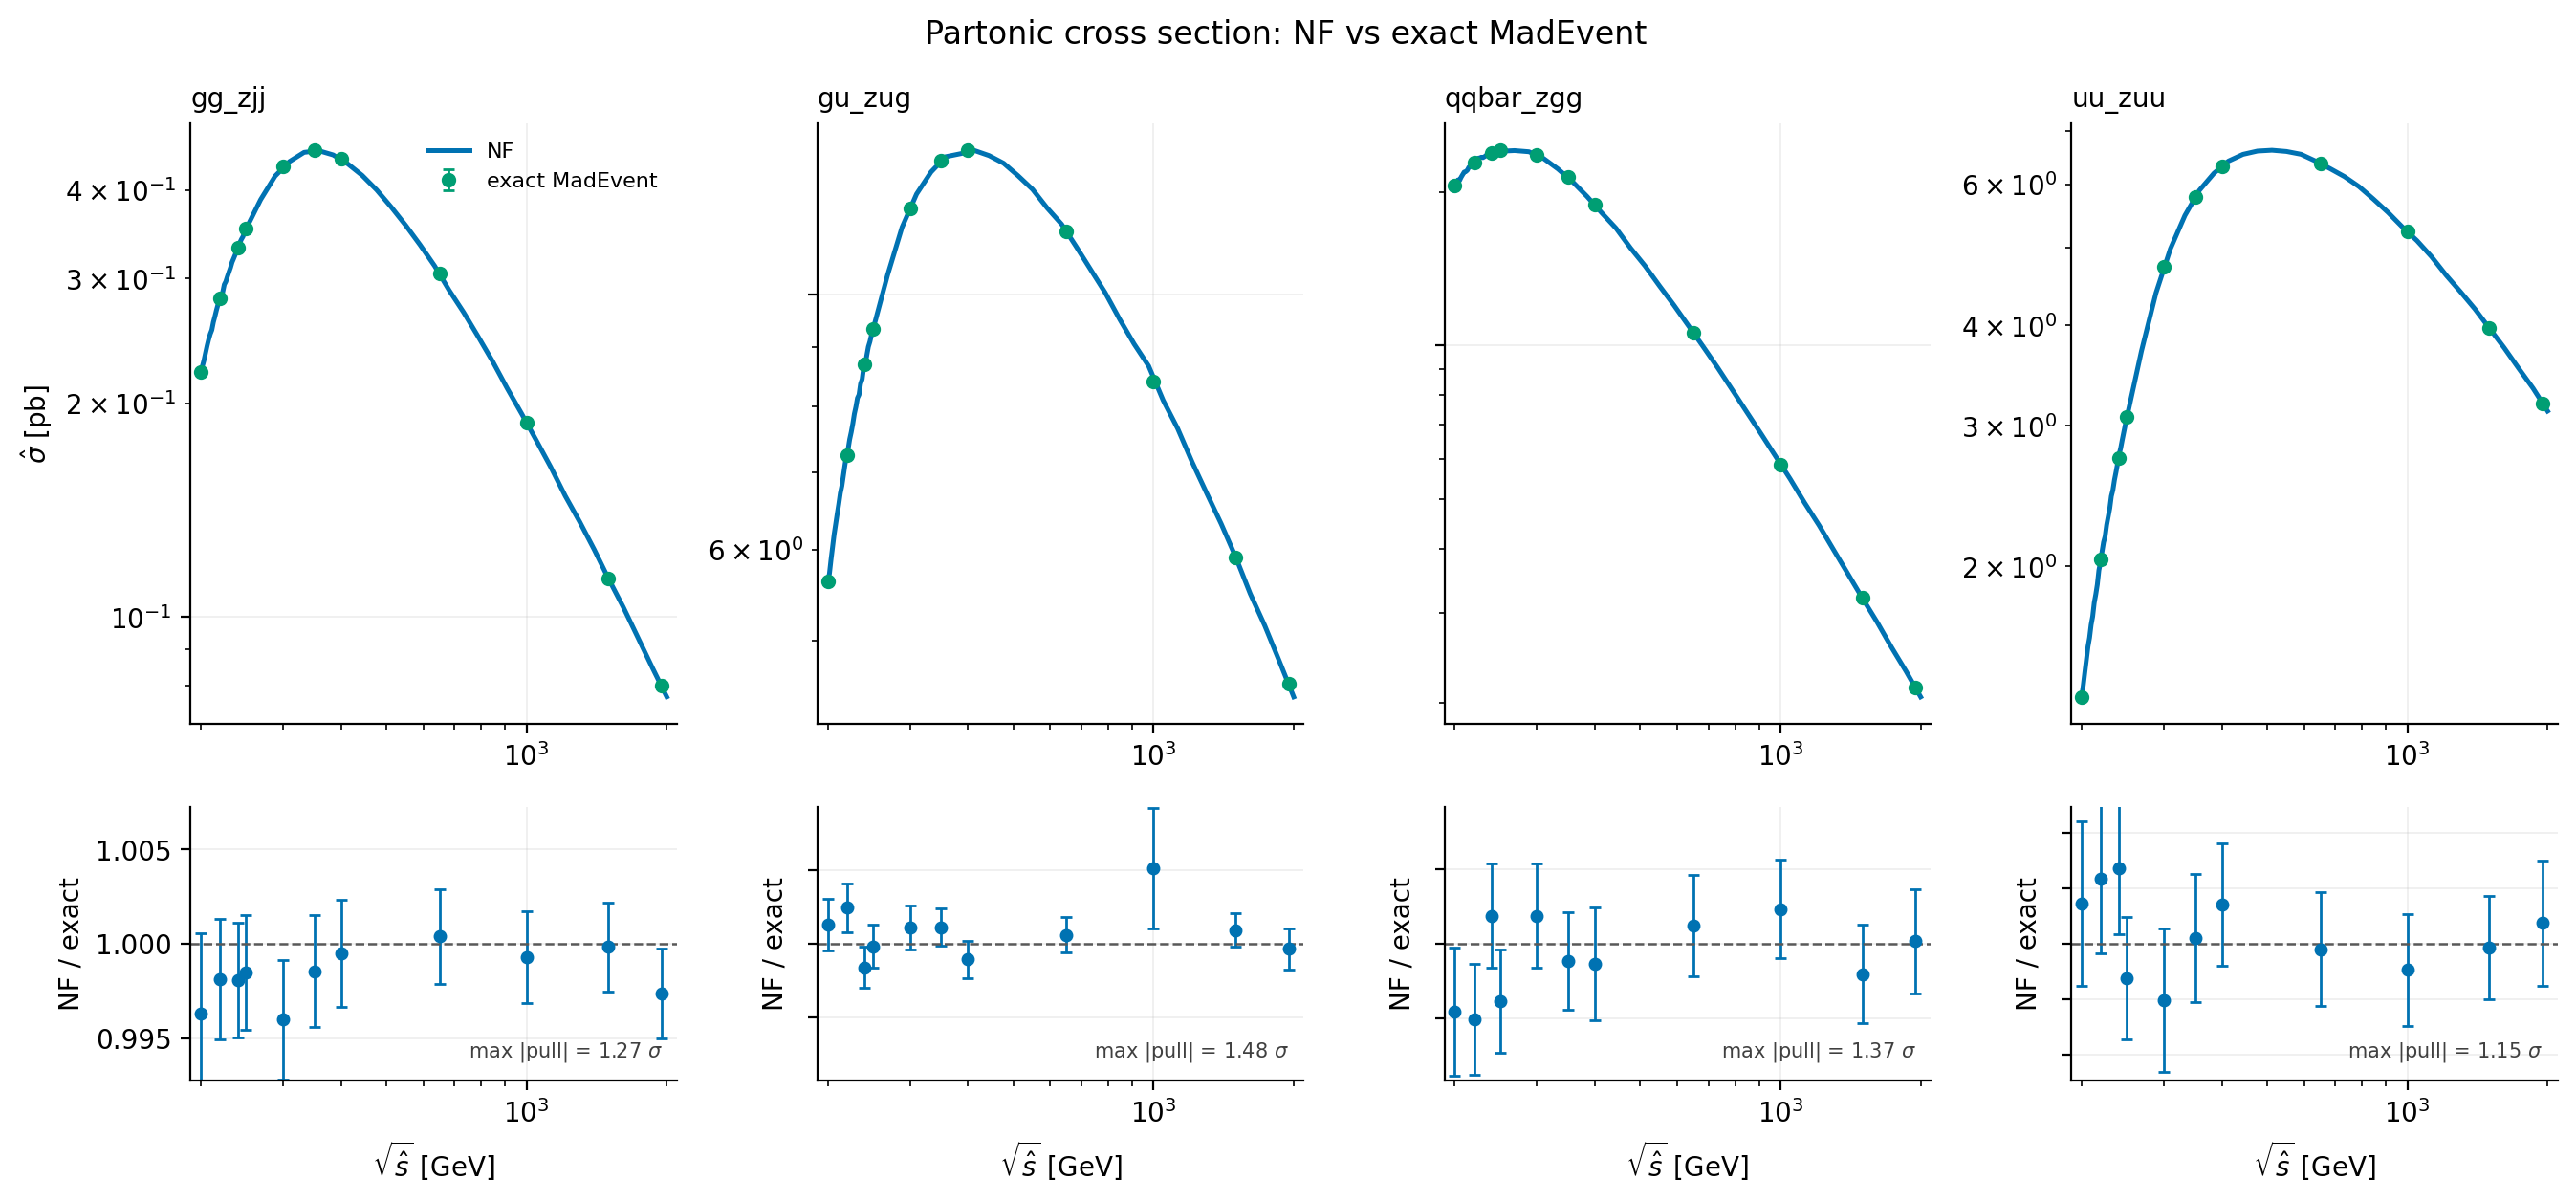 Partonic cross section: NF vs exact MadEvent
gg_zjj
gu_zug
qqbar_zgg
uu_zuu
NF
exact MadEvent
σ̂ [pb]
4 × 10⁻¹
3 × 10⁻¹
2 × 10⁻¹
10⁻¹
10³
6 × 10⁰
10³
10³
6 × 10⁰
4 × 10⁰
3 × 10⁰
2 × 10⁰
10³
NF / exact
1.005
1.000
0.995
max |pull| = 1.27 σ
10³
√ŝ [GeV]
NF / exact
max |pull| = 1.48 σ
10³
√ŝ [GeV]
NF / exact
max |pull| = 1.37 σ
10³
√ŝ [GeV]
NF / exact
max |pull| = 1.15 σ
10³
√ŝ [GeV]